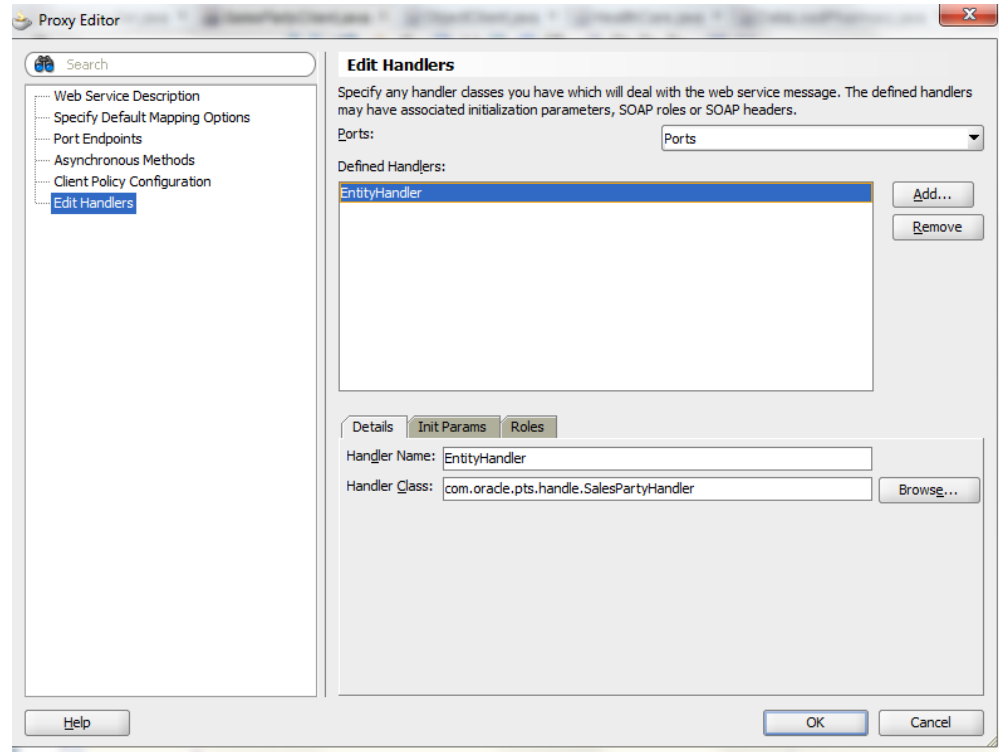 Proxy Editor
Search
Web Service Description
Specify Default Mapping Options
Port Endpoints
Asynchronous Methods
Client Policy Configuration
Edit Handlers
Edit Handlers
Specify any handler classes you have which will deal with the web service message. The defined handlers
may have associated initialization parameters, SOAP roles or SOAP headers.
Ports:
Ports
Defined Handlers:
EntityHandler
Add...
Remove
Details Init Params Roles
Handler Name: EntityHandler
Handler Class: com.oracle.pts.handle.SalesPartyHandler
Browse...
Help
OK
Cancel